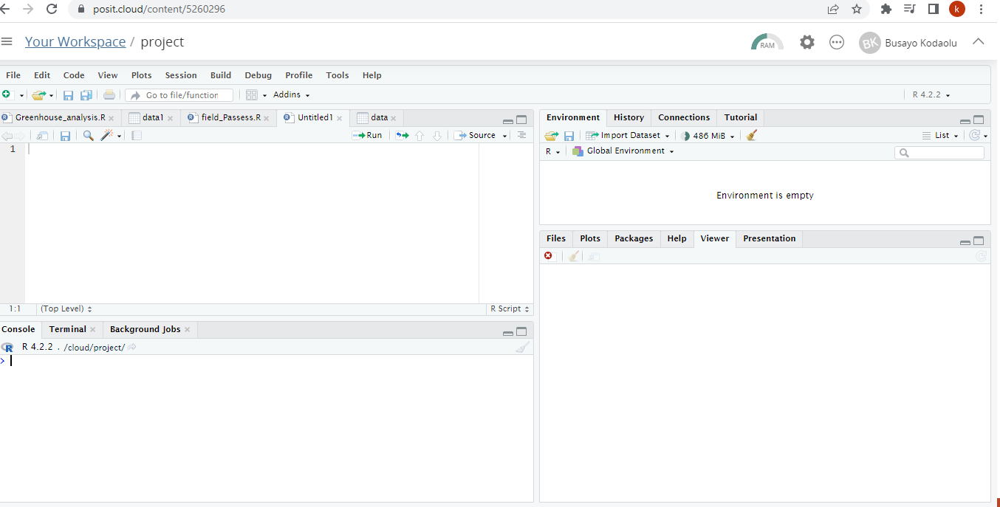 posit.cloud/content/5260296
k
Your Workspace / project
RAM
BK
Busayo Kodaolu
File Edit Code View Plots Session Build Debug Profile Tools Help
Go to file/function
Addins
R 4.2.2
Greenhouse_analysis.R
data1
field_Passess.R
Untitled1
data
Run
Source
1
1:1
(Top Level)
R Script
Console
Terminal
Background Jobs
R 4.2.2 . /cloud/project/
>
Environment
History
Connections
Tutorial
Import Dataset
486 MiB
List
R
Global Environment
Environment is empty
Files
Plots
Packages
Help
Viewer
Presentation